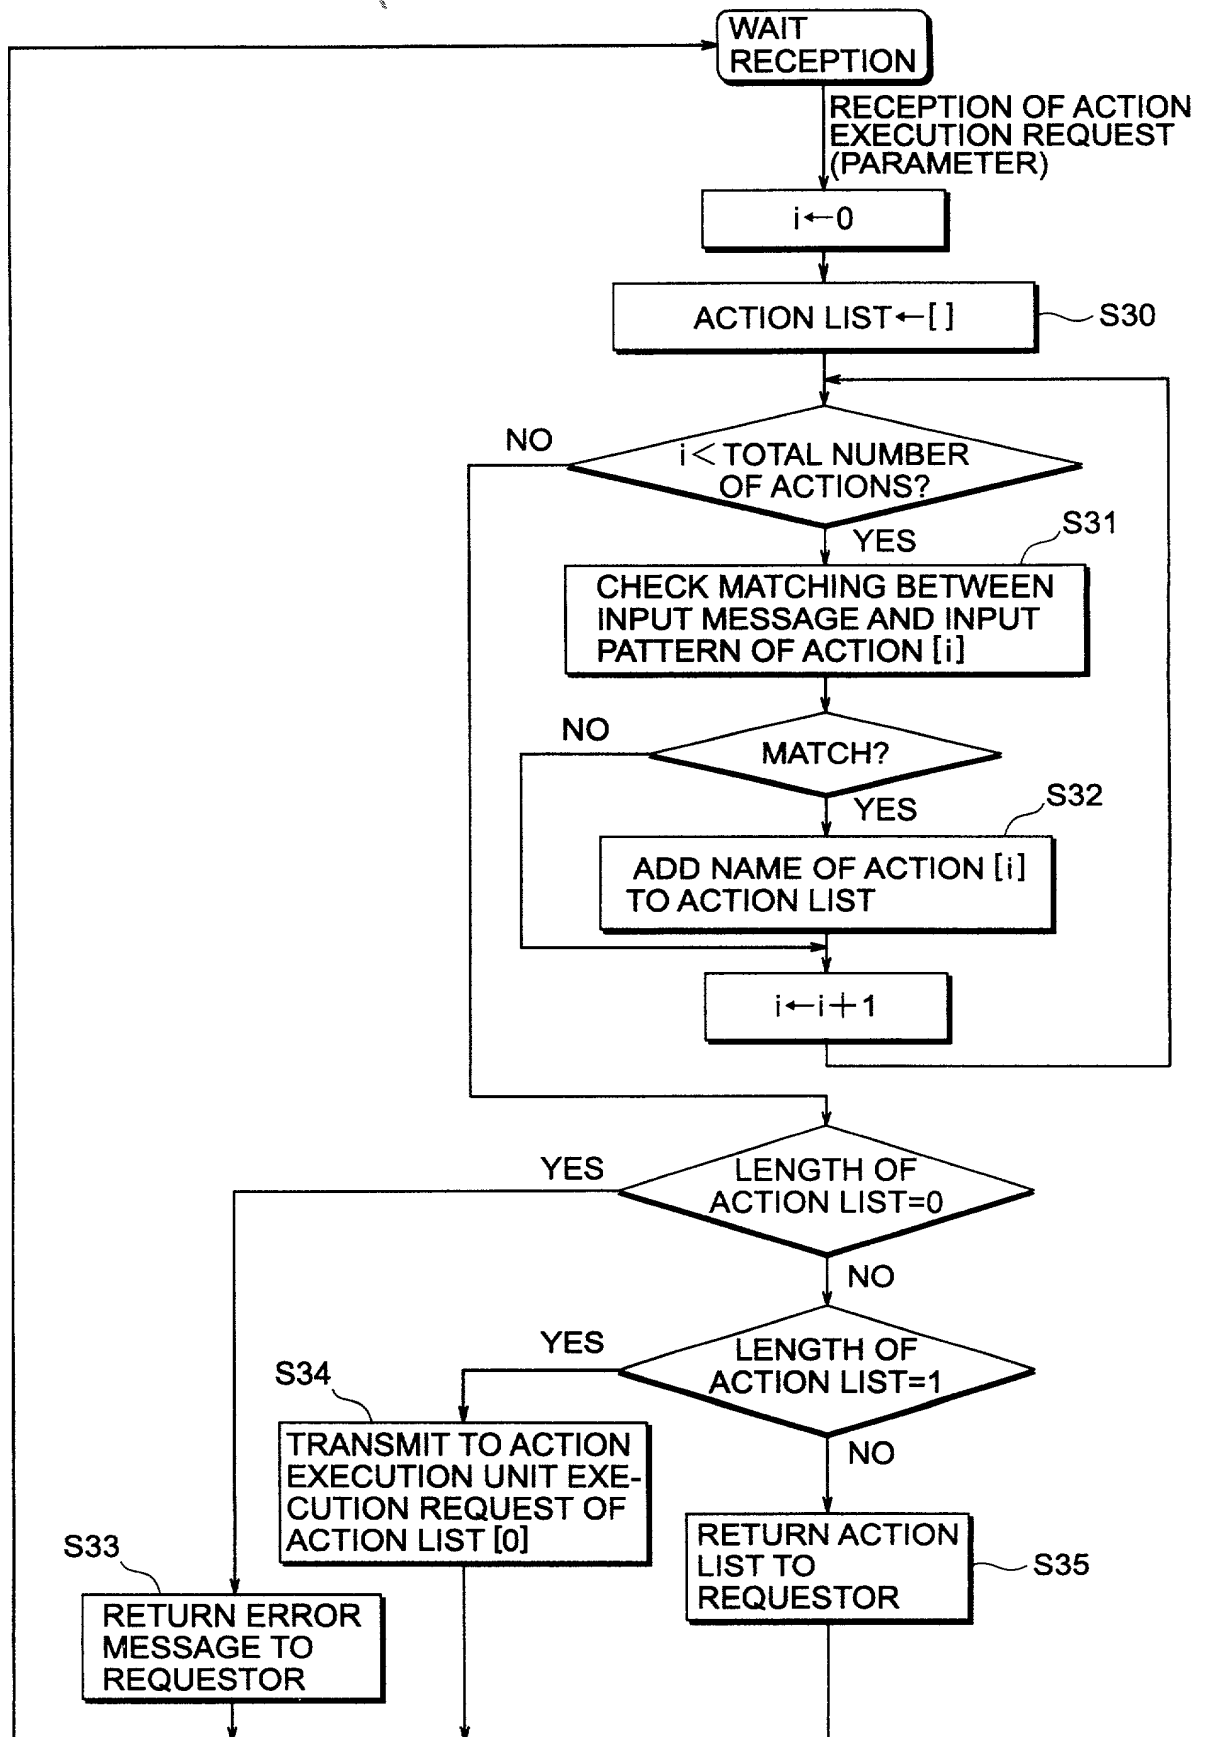 WAIT
RECEPTION
RECEPTION OF ACTION
EXECUTION REQUEST
(PARAMETER)
i←0
ACTION LIST←[ ]
S30
NO
i<TOTAL NUMBER
OF ACTIONS?
YES
S31
CHECK MATCHING BETWEEN
INPUT MESSAGE AND INPUT
PATTERN OF ACTION [i]
NO
MATCH?
YES
S32
ADD NAME OF ACTION [i]
TO ACTION LIST
i←i+1
YES
LENGTH OF
ACTION LIST=0
NO
YES
LENGTH OF
ACTION LIST=1
S34
NO
TRANSMIT TO ACTION
EXECUTION UNIT EXE-
CUTION REQUEST OF
ACTION LIST [0]
RETURN ACTION
LIST TO
REQUESTOR
S35
S33
RETURN ERROR
MESSAGE TO
REQUESTOR